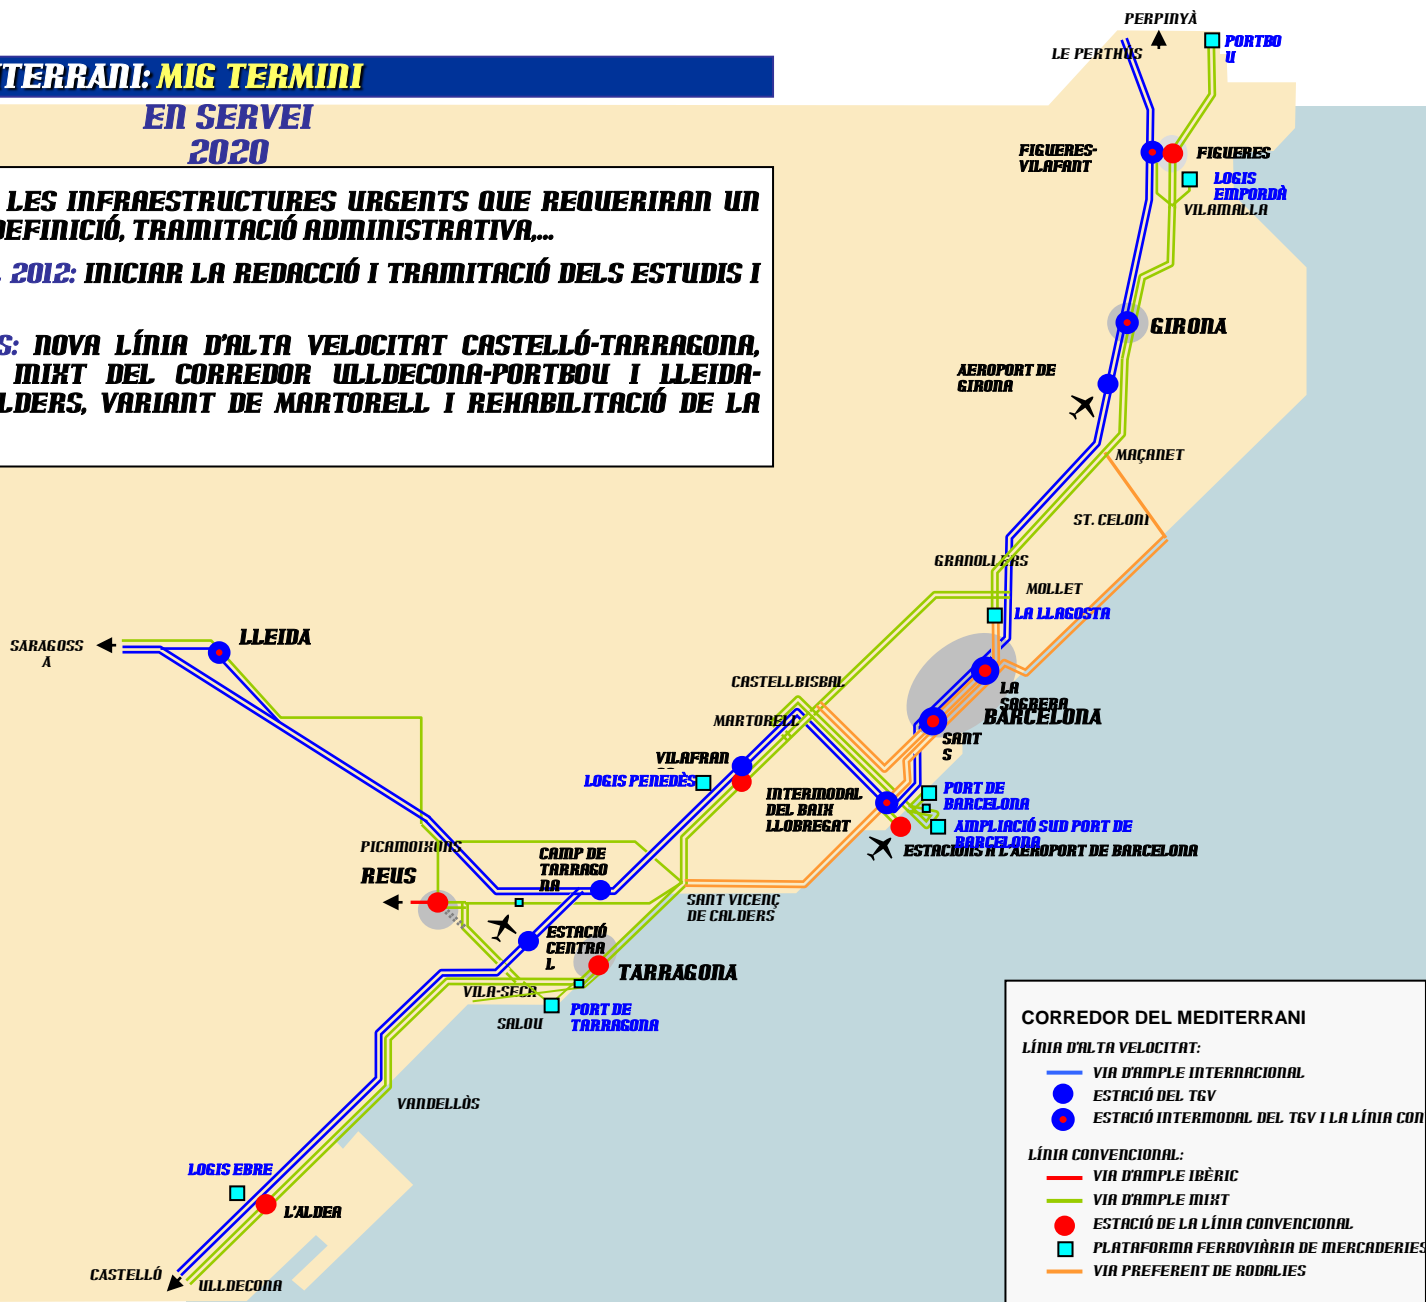 PERPINYÀ
LE PERTHUS
PORTBO
U
TERRANI: MIG TERMINI
EN SERVEI
2020
LES INFRAESTRUCTURES URGENTS QUE REQUERIRAN UN
DEFINICIÓ, TRAMITACIÓ ADMINISTRATIVA,...
2012: INICIAR LA REDACCIÓ I TRAMITACIÓ DELS ESTUDIS I
S: NOVA LÍNIA D'ALTA VELOCITAT CASTELLÓ-TARRAGONA,
MIXT DEL CORREDOR ULLDECONA-PORTBOU I LLEIDA-
LDERS, VARIANT DE MARTORELL I REHABILITACIÓ DE LA
FIGUERES-
VILAFANT
FIGUERES
LOGIS
EMPORDÀ
VILAMALLA
GIRONA
AEROPORT DE
GIRONA
MAÇANET
ST. CELONI
GRANOLLERS
MOLLET
LA LLAGOSTA
LLEIDA
SARAGOSS
A
CASTELLBISBAL
MARTORELL
LA
SAGRERA
BARCELONA
SANT
S
VILAFRAN
LOGIS PENEDÈS
INTERMODAL
DEL BAIX
LLOBREGAT
PORT DE
BARCELONA
AMPLIACIÓ SUD PORT DE
BARCELONA
ESTACIONS A L'AEROPORT DE BARCELONA
PICAMOIXONS
REUS
CAMP DE
TARRAGO
NA
SANT VICENÇ
DE CALDERS
ESTACIÓ
CENTRA
L
TARRAGONA
VILA-SECA
SALOU
PORT DE
TARRAGONA
VANDELLÒS
LOGIS EBRE
L'ALDEA
CASTELLÓ
ULLDECONA
CORREDOR DEL MEDITERRANI
LÍNIA D'ALTA VELOCITAT:
VIA D'AMPLE INTERNACIONAL
ESTACIÓ DEL TGV
ESTACIÓ INTERMODAL DEL TGV I LA LÍNIA CON
LÍNIA CONVENCIONAL:
VIA D'AMPLE IBÈRIC
VIA D'AMPLE MIXT
ESTACIÓ DE LA LÍNIA CONVENCIONAL
PLATAFORMA FERROVIÀRIA DE MERCADERIES
VIA PREFERENT DE RODALIES